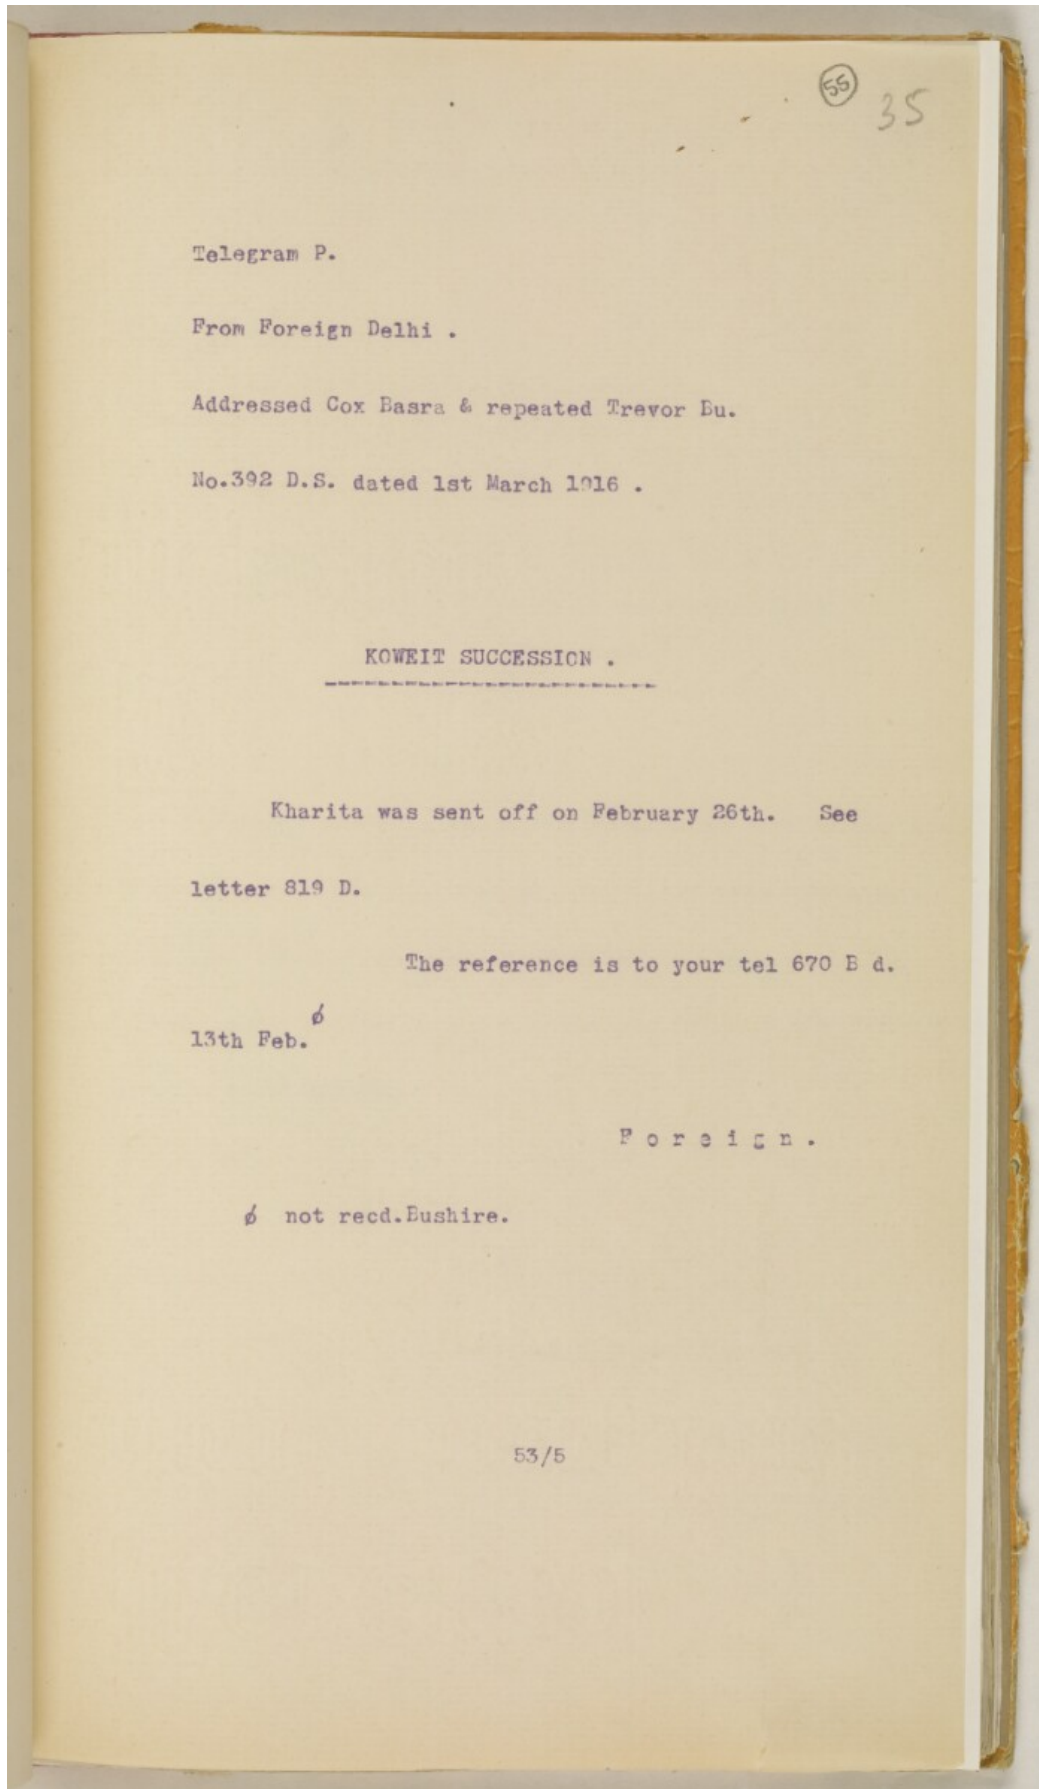 55
35
Telegram P.
From Foreign Delhi .
Addressed Cox Basra & repeated Trevor Bu.
No.392 D.S. dated 1st March 1916 .
KOWEIT SUCCESSION .
Kharita was sent off on February 26th. See
letter 819 D.
The reference is to your tel 670 B d.
ϕ
13th Feb.
Foreign.
ϕ not recd.Bushire.
53/5